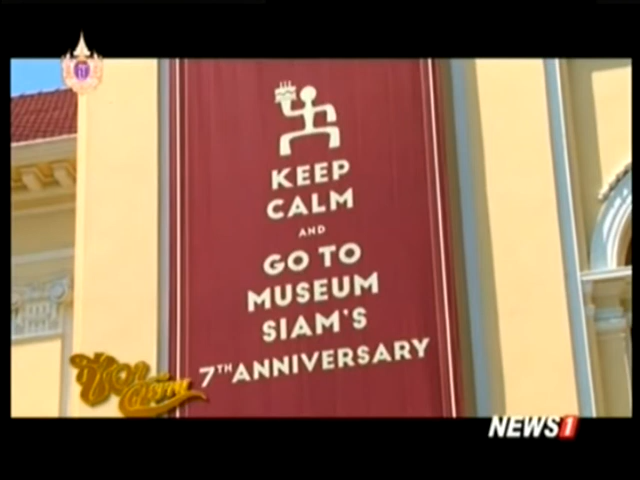 KEEP
CALM
AND
GO TO
MUSEUM
SIAM'S
7TH ANNIVERSARY
NEWS1